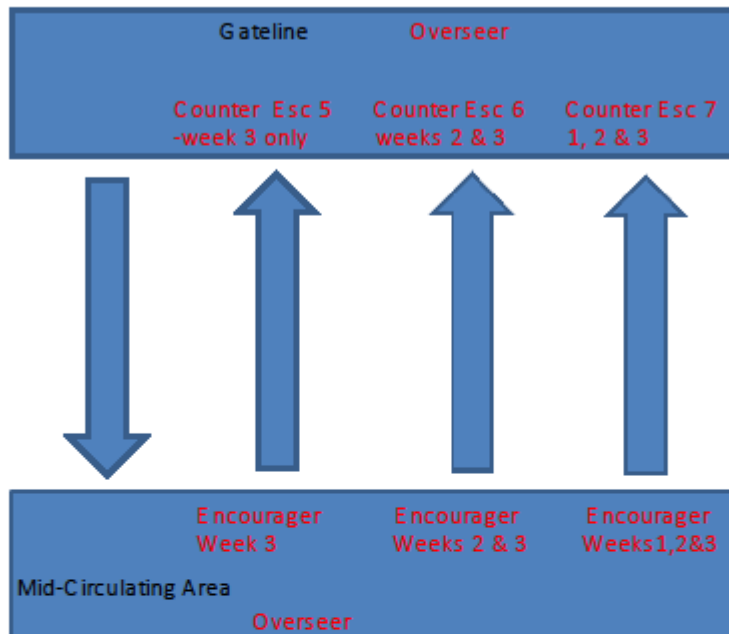 Gateline Overseer
Counter Esc 5 Counter Esc 6 Counter Esc 7
-week 3 only weeks 2 & 3 1, 2 & 3
Encourager Encourager Encourager
Week 3 Weeks 2 & 3 Weeks1,2&3
Mid-Circulating Area
Overseer